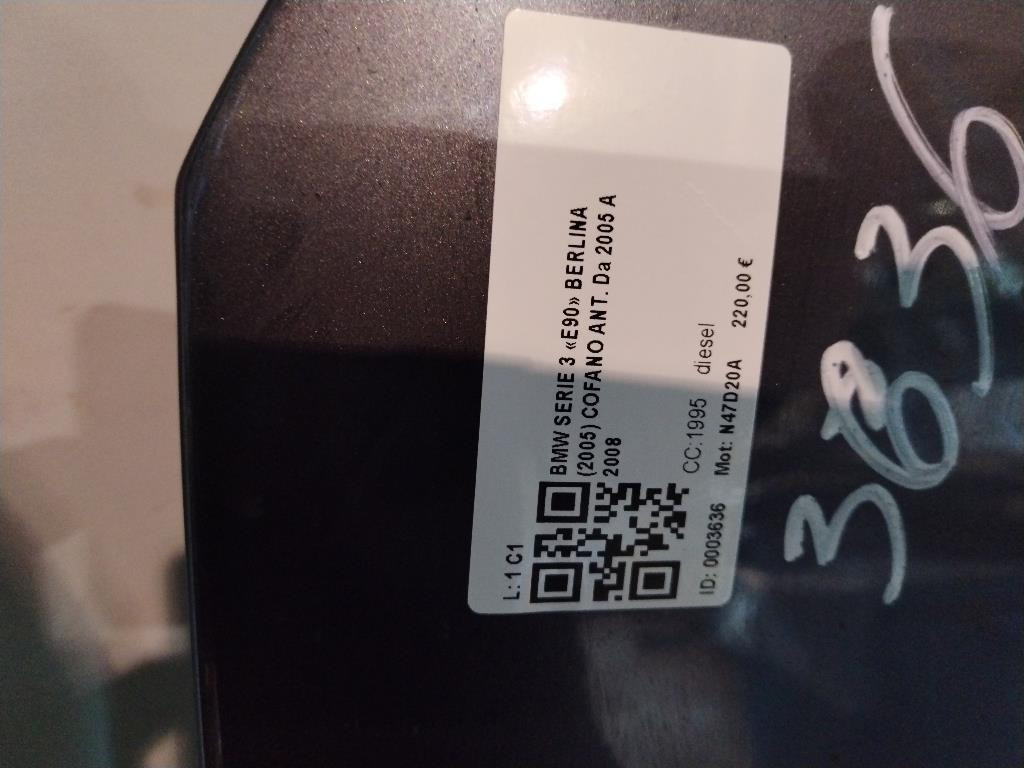 L: 1 C1
BMW SERIE 3 «E90» BERLINA
(2005) COFANO ANT. Da 2005 A
2008
CC:1995 diesel
ID: 0003636 Mot: N47D20A 220,00 €
3636